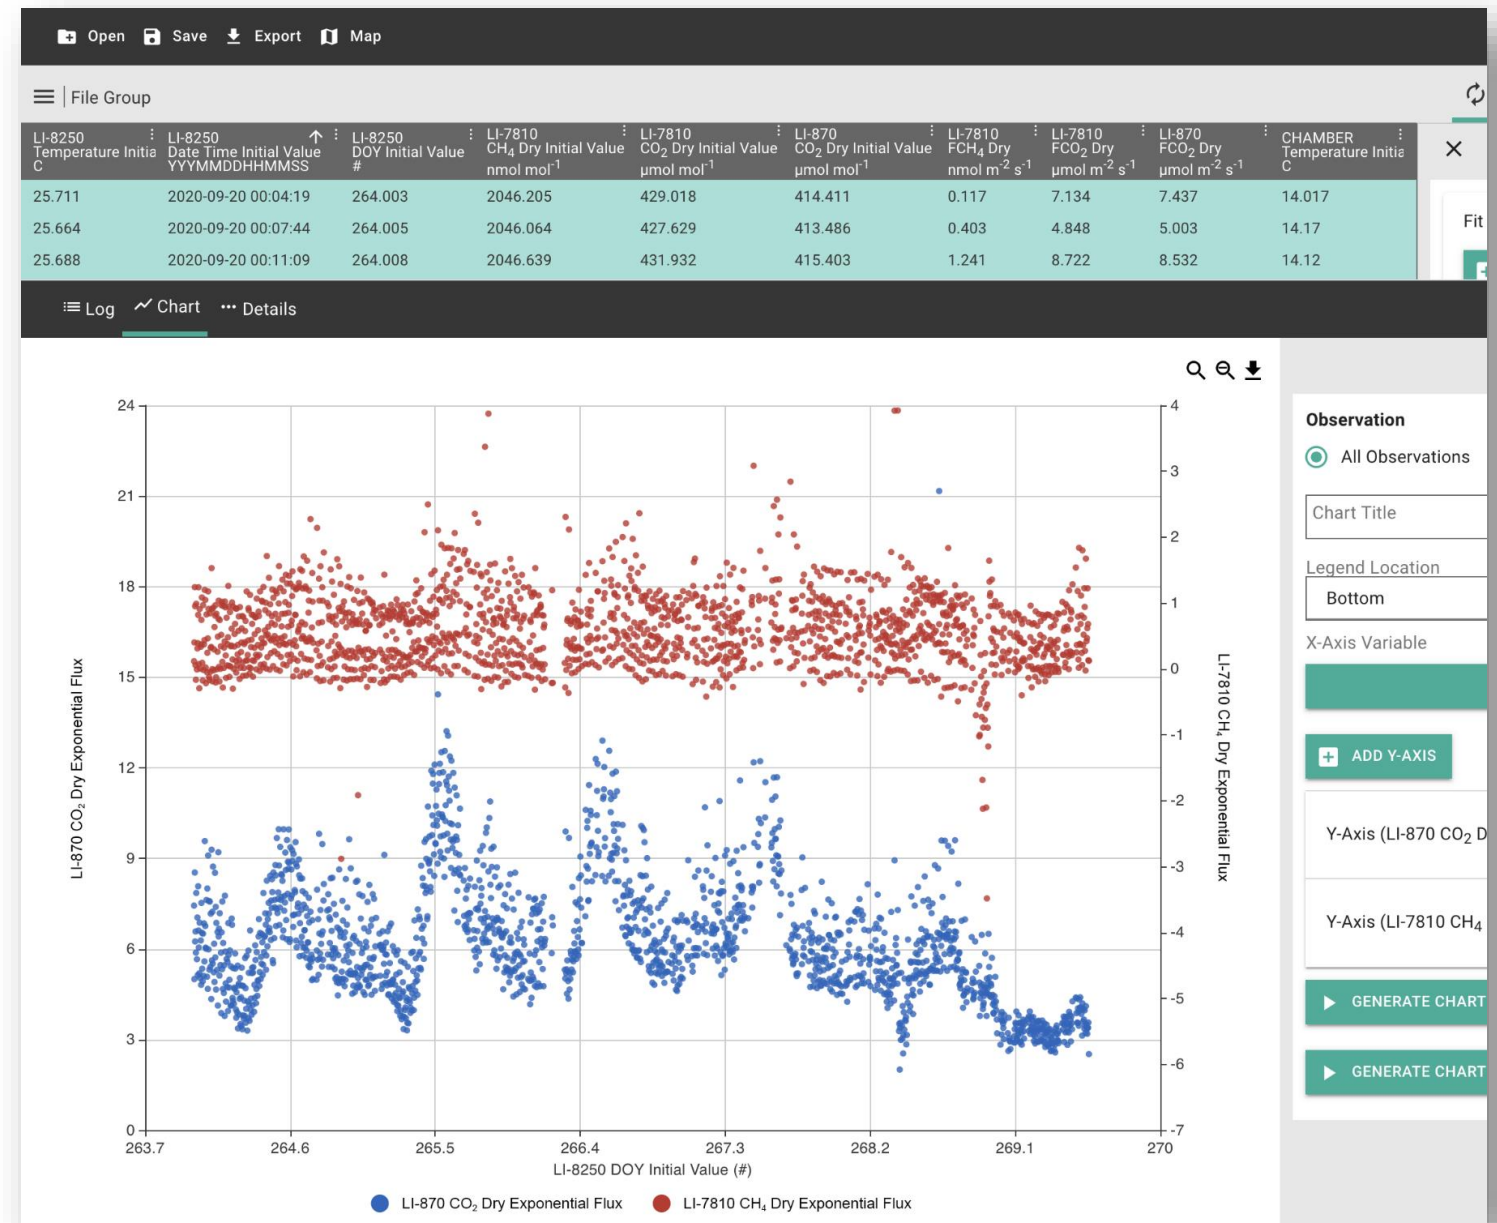 Open Save Export Map
File Group
LI-8250 LI-8250 LI-8250 LI-7810 LI-7810 LI-870 LI-7810 LI-7810 LI-870 CHAMBER
Temperature Initia Date Time Initial Value DOY Initial Value CH₄ Dry Initial Value CO₂ Dry Initial Value CO₂ Dry Initial Value FCH₄ Dry FCO₂ Dry FCO₂ Dry Temperature Initia
C YYYMMDDHHMMSS # nmol mol⁻¹ µmol mol⁻¹ µmol mol⁻¹ nmol m⁻² s⁻¹ µmol m⁻² s⁻¹ µmol m⁻² s⁻¹ C
25.711 2020-09-20 00:04:19 264.003 2046.205 429.018 414.411 0.117 7.134 7.437 14.017
25.664 2020-09-20 00:07:44 264.005 2046.064 427.629 413.486 0.403 4.848 5.003 14.17
25.688 2020-09-20 00:11:09 264.008 2046.639 431.932 415.403 1.241 8.722 8.532 14.12
Fit
Log Chart Details
24
21
18
15
12
9
6
3
0
LI-870 CO₂ Dry Exponential Flux
4
3
2
1
0
-1
-2
-3
-4
-5
-6
-7
LI-7810 CH₄ Dry Exponential Flux
263.7 264.6 265.5 266.4 267.3 268.2 269.1 270
LI-8250 DOY Initial Value (#)
LI-870 CO₂ Dry Exponential Flux LI-7810 CH₄ Dry Exponential Flux
Observation
All Observations
Chart Title
Legend Location
Bottom
X-Axis Variable
ADD Y-AXIS
Y-Axis (LI-870 CO₂ D
Y-Axis (LI-7810 CH₄
GENERATE CHART
GENERATE CHART